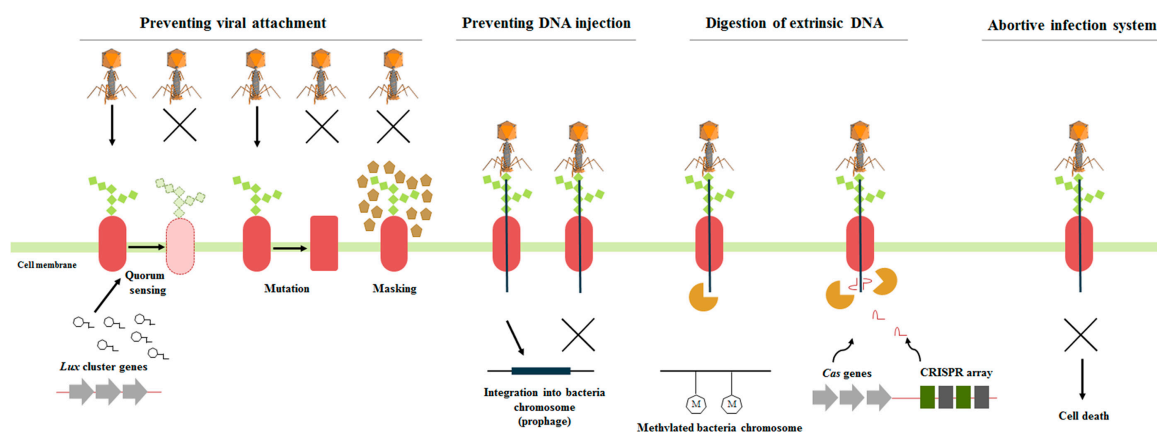 Preventing viral attachment
Preventing DNA injection
Digestion of extrinsic DNA
Abortive infection system
Cell membrane
Quorum
sensing
Mutation
Masking
Lux cluster genes
Integration into bacteria
chromosome
(prophage)
M
M
Methylated bacteria chromosome
Cas genes
CRISPR array
Cell death